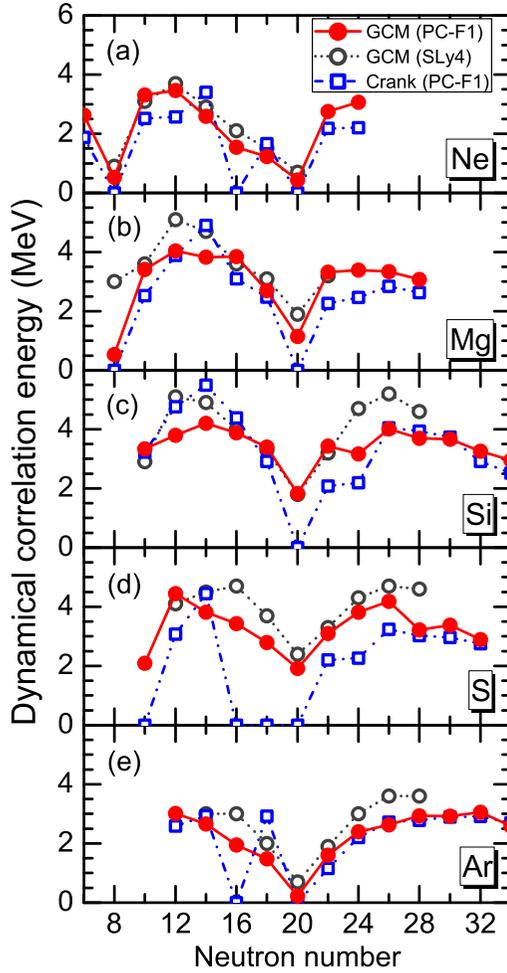 6
(a)
GCM (PC-F1)
GCM (SLy4)
Crank (PC-F1)
4
2
0
Ne
(b)
4
2
0
Mg
(c)
4
2
0
Si
(d)
4
2
0
S
(e)
4
2
0
Ar
8 12 16 20 24 28 32
Neutron number
Dynamical correlation energy (MeV)